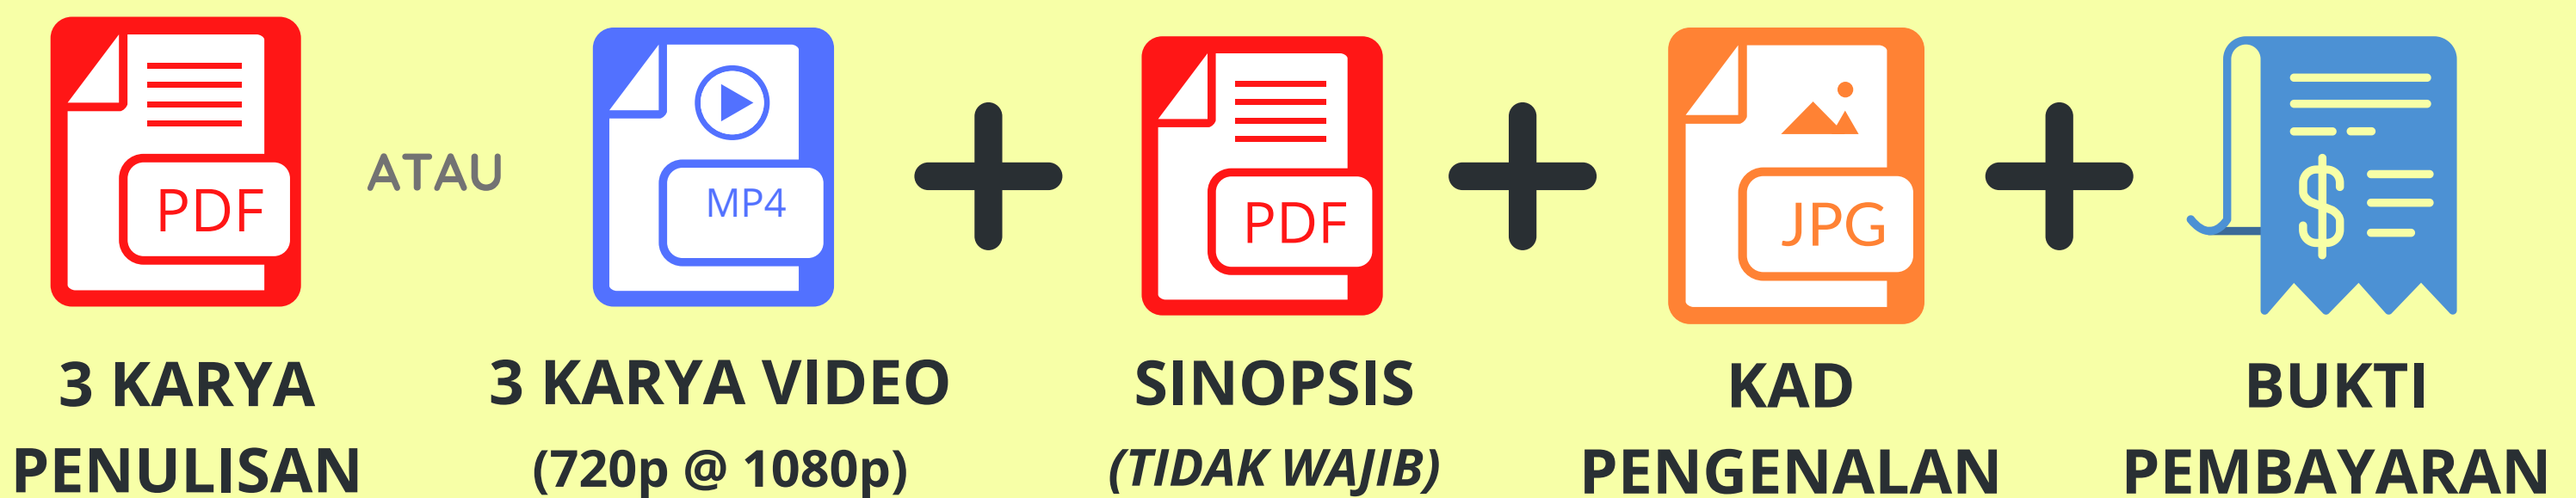 PDF
ATAU
MP4
PDF
JPG
$
3 KARYA
PENULISAN
3 KARYA VIDEO
(720p @ 1080p)
SINOPSIS
(TIDAK WAJIB)
KAD
PENGENALAN
BUKTI
PEMBAYARAN